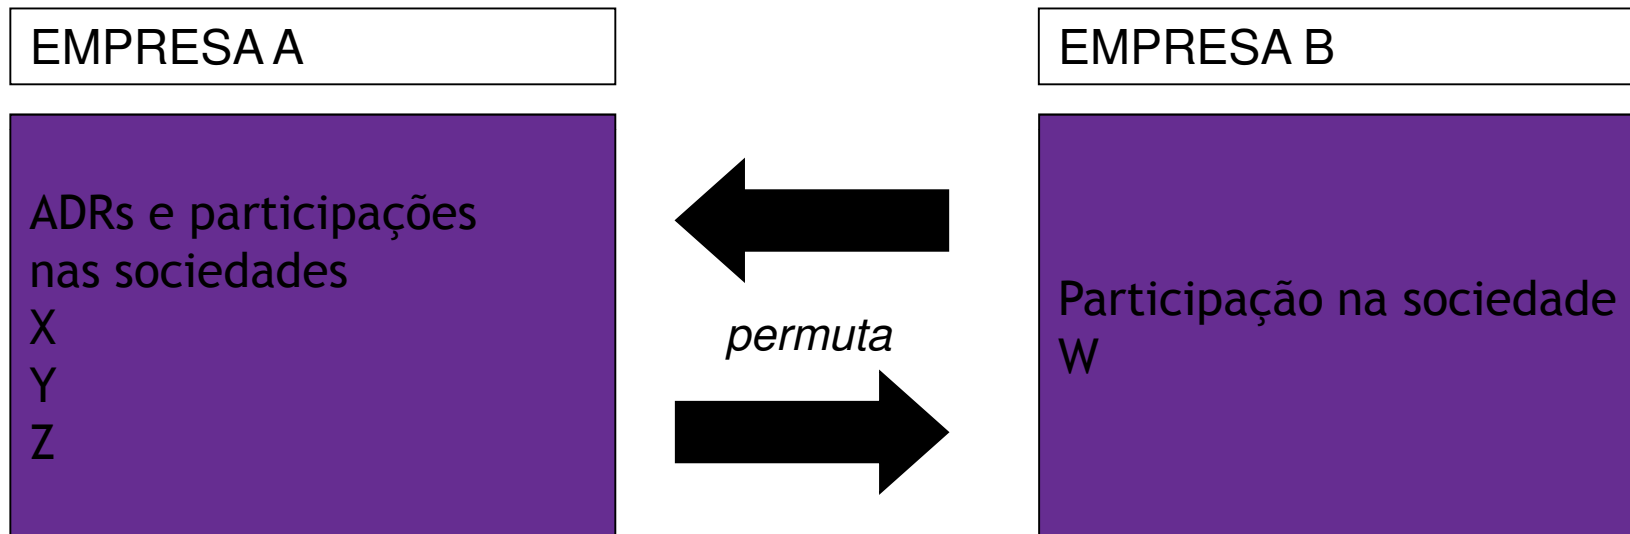 EMPRESA A
EMPRESA B
ADRs e participações
nas sociedades
X
Y
Z
permuta
Participação na sociedade
W